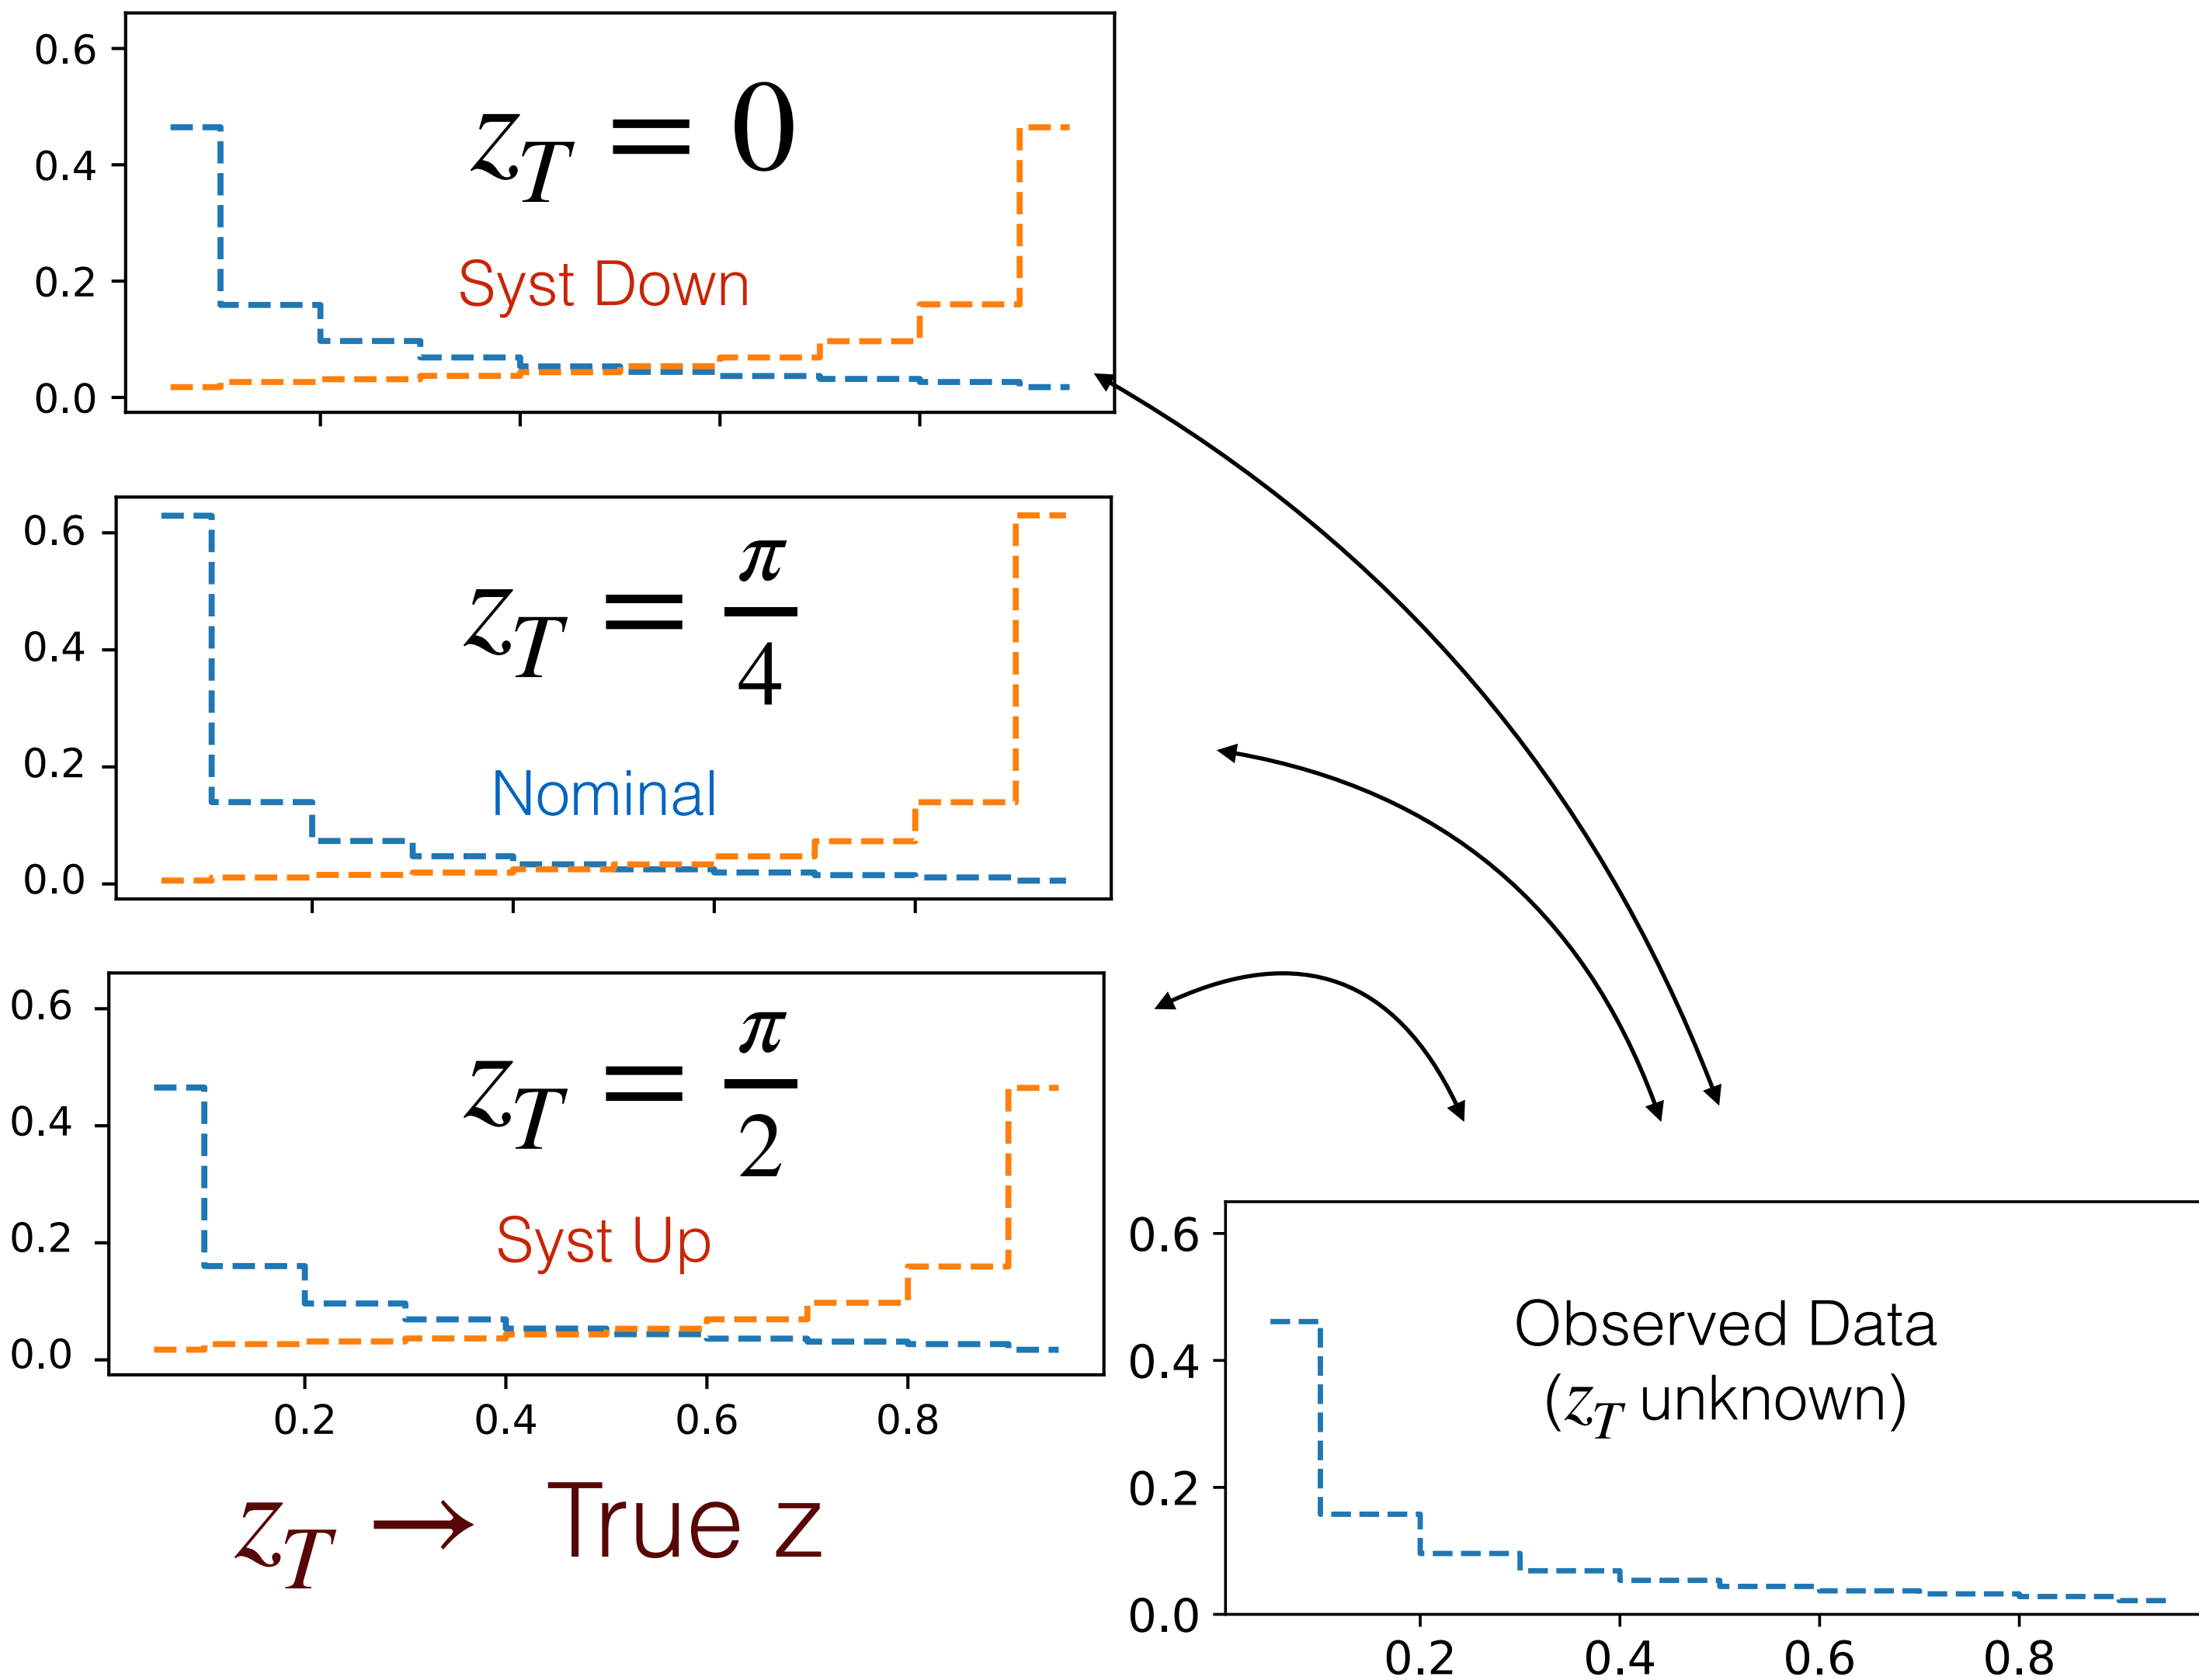 0.6
0.4
0.2
0.0
z_T = 0
Syst Down
0.6
0.4
0.2
0.0
z_T = π/4
Nominal
0.6
0.4
0.2
0.0
z_T = π/2
Syst Up
0.2 0.4 0.6 0.8
z_T → True z
0.6
0.4
0.2
0.0
Observed Data
(z_T unknown)
0.2 0.4 0.6 0.8